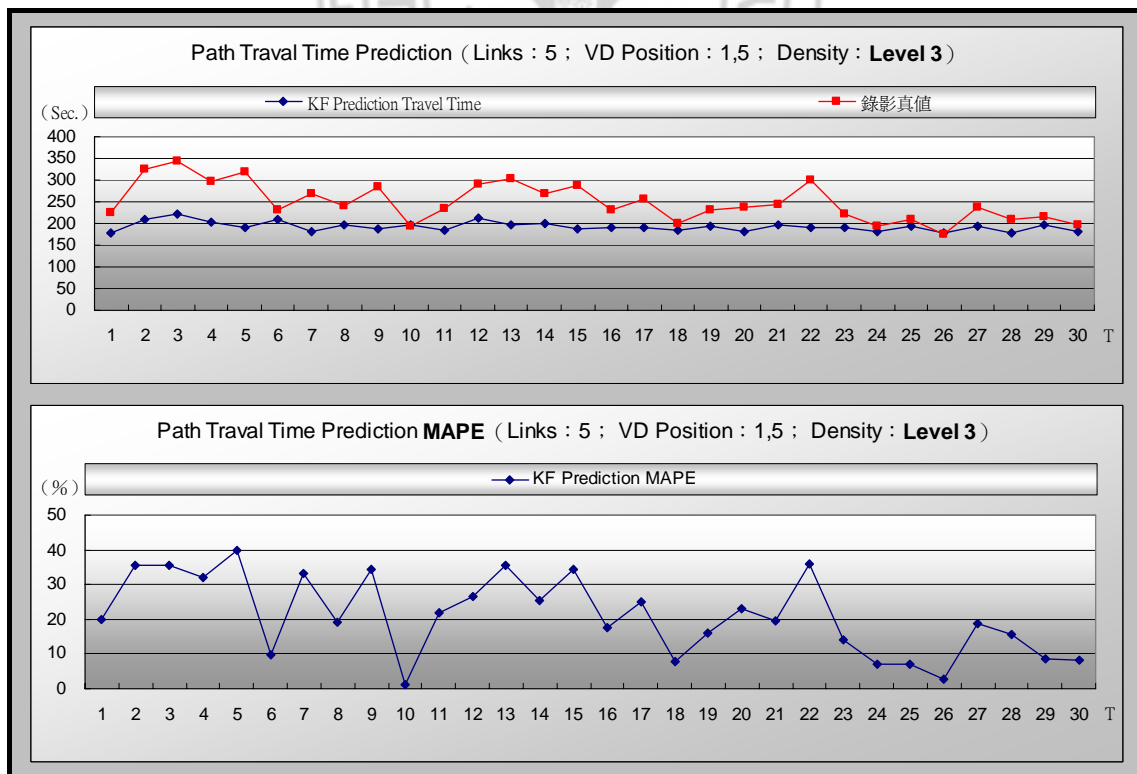 Path Traval Time Prediction（Links：5； VD Position：1,5； Density：Level 3）
KF Prediction Travel Time 錄影真值
(Sec.)
400
350
300
250
200
150
100
50
0
1 2 3 4 5 6 7 8 9 10 11 12 13 14 15 16 17 18 19 20 21 22 23 24 25 26 27 28 29 30 T
Path Traval Time Prediction MAPE（Links：5； VD Position：1,5； Density：Level 3）
KF Prediction MAPE
(%)
50
40
30
20
10
0
1 2 3 4 5 6 7 8 9 10 11 12 13 14 15 16 17 18 19 20 21 22 23 24 25 26 27 28 29 30 T